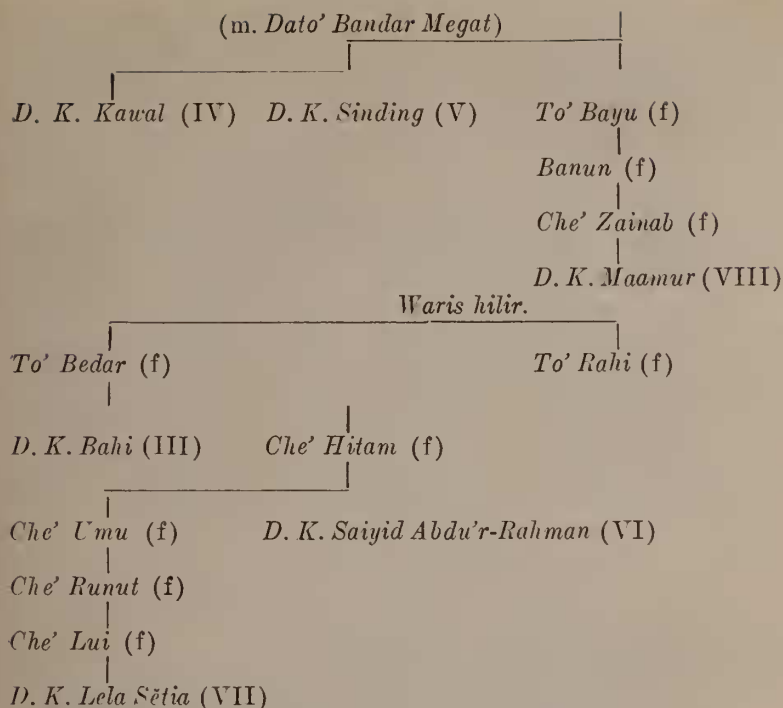 (m. Dato' Bandar Megat)
D. K. Kawal (IV) D. K. Sinding (V) To' Bayu (f)
Banun (f)
Che' Zainab (f)
D. K. Maamur (VIII)
Waris hilir.
To' Bedar (f) To' Rahi (f)
D. K. Bahi (III) Che' Hitam (f)
Che' Umu (f) D. K. Saiyid Abdu'r-Rahman (VI)
Che' Runut (f)
Che' Lui (f)
D. K. Lela Sĕtia (VII)